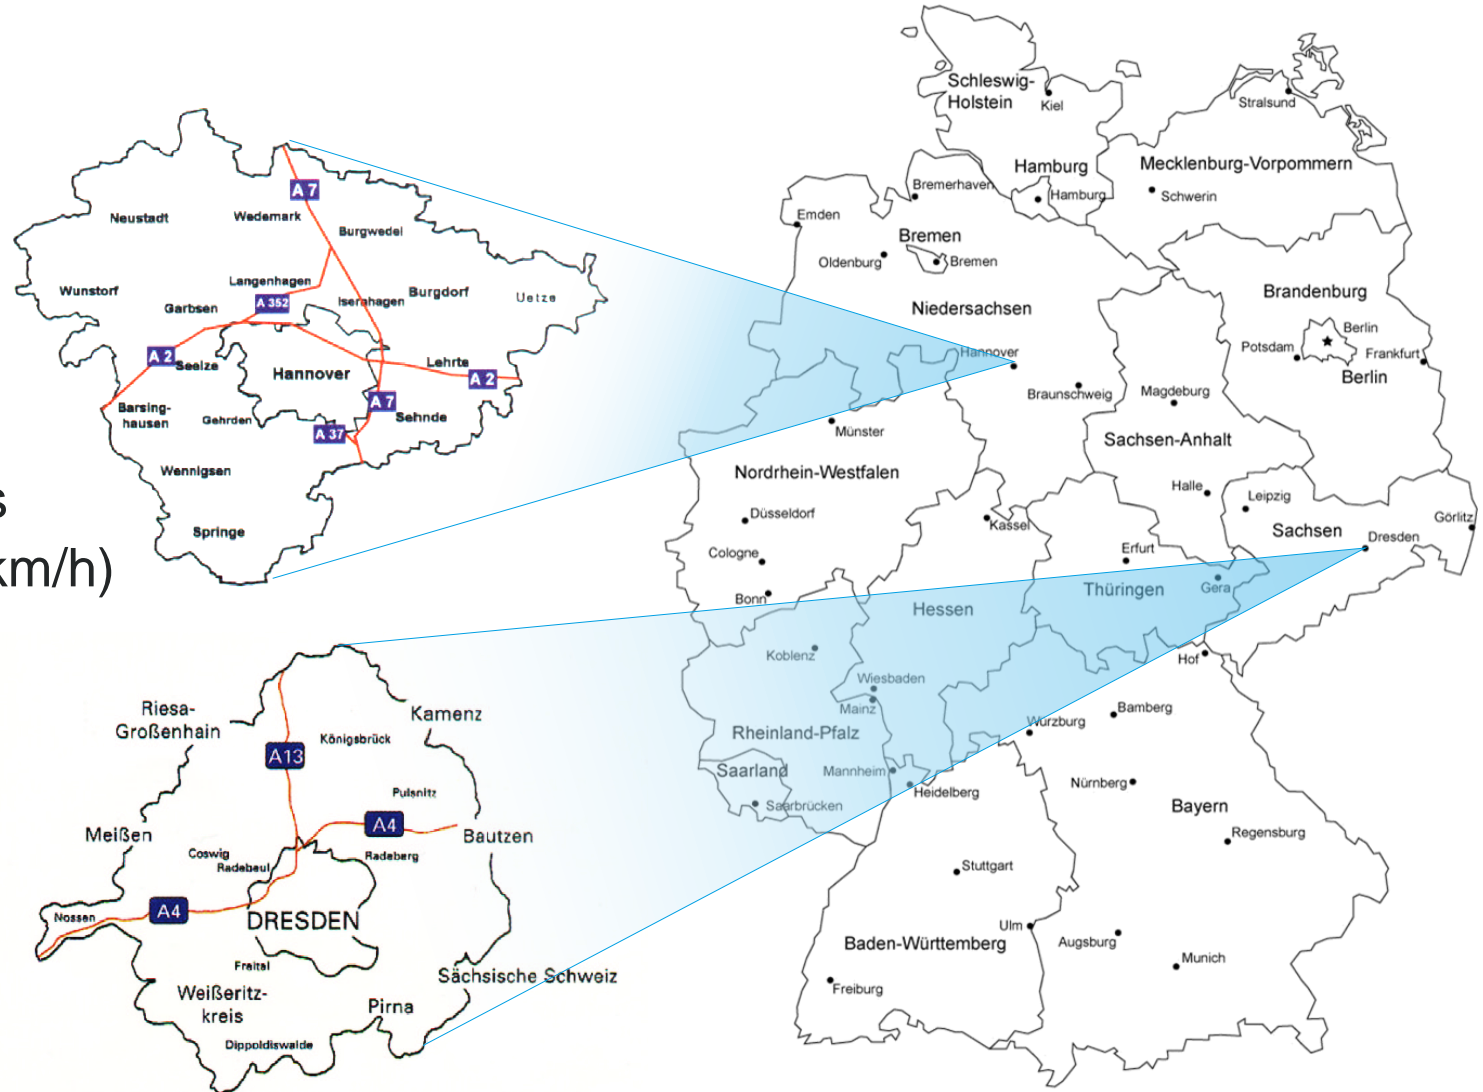 A 7
Neustadt
Wedemark
Burgwedel
Wunstorf
Langenhagen
Garbsen
A 352
Isernhagen
Burgdorf
Uetze
A 2
Seelze
Hannover
Lehrte
A 2
A 7
Barsing-
hausen
Gehrden
A 37
Sehnde
Wennigsen
Springe
s
km/h)
Riesa-
Großenhain
Kamenz
Königsbrück
A13
Pulsnitz
A4
Meißen
Bautzen
Coswig
Radebeul
Radeberg
Nossen
A4
DRESDEN
Freital
Sächsische Schweiz
Weißeritz-
kreis
Pirna
Dippoldiswalde
Schleswig-
Holstein
Kiel
Stralsund
Hamburg
Hamburg
Mecklenburg-Vorpommern
Schwerin
Bremerhaven
Emden
Bremen
Bremen
Oldenburg
Niedersachsen
Hannover
Braunschweig
Brandenburg
Berlin
Potsdam
Frankfurt
Berlin
Magdeburg
Sachsen-Anhalt
Halle
Münster
Nordrhein-Westfalen
Düsseldorf
Cologne
Bonn
Kassel
Leipzig
Sachsen
Görlitz
Dresden
Erfurt
Thüringen
Gera
Hessen
Koblenz
Wiesbaden
Mainz
Rheinland-Pfalz
Saarland
Saarbrücken
Mannheim
Heidelberg
Hof
Bamberg
Wurzburg
Nürnberg
Bayern
Regensburg
Stuttgart
Ulm
Augsburg
Munich
Baden-Württemberg
Freiburg